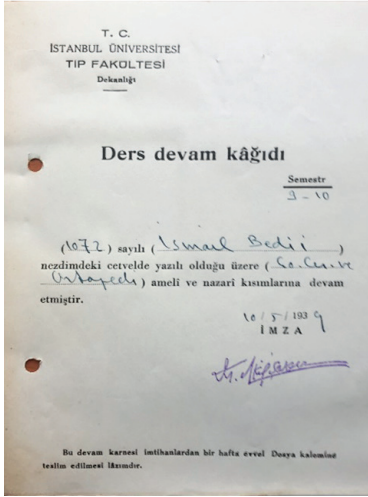 T. C.
İSTANBUL ÜNİVERSİTESİ
TIP FAKÜLTESİ
Dekanlığı
Ders devam kâğıdı
Semestr
9-10
(1072) sayılı (İsmail Bedii)
nezdimdeki cetvelde yazılı olduğu üzere (
Ortopedi) amelî ve nazarî kısımlarına devam
etmiştir.
10/5/1939
İMZA
Bu devam karnesi imtihanlardan bir hafta evvel Dosya kalemine
teslim edilmesi lâzımdır.